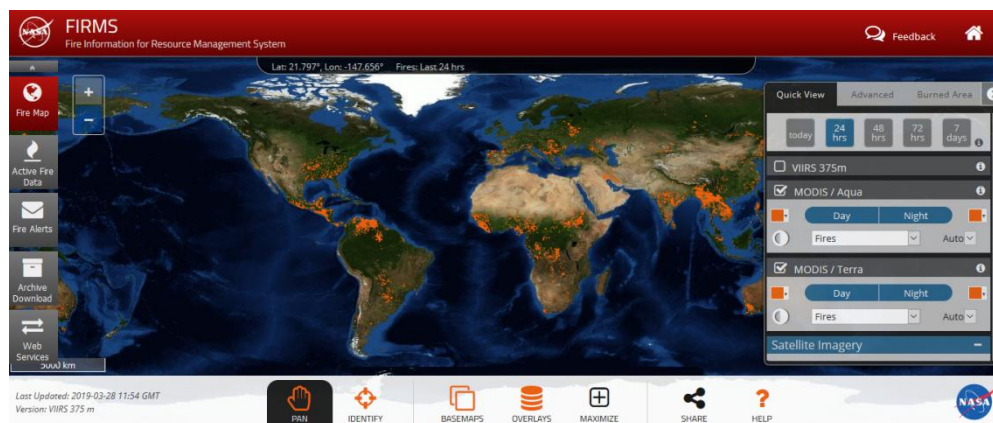 NASA
FIRMS
Fire Information for Resource Management System
Feedback
Lat: 21.797°, Lon: -147.656° Fires: Last 24 hrs
Fire Map
Active Fire
Data
Fire Alerts
Archive
Download
Web
Services
+
−
5000 km
Quick View Advanced Burned Area
today 24 hrs 48 hrs 72 hrs 7 days
VIIRS 375m
MODIS / Aqua
Day Night
Fires Auto
MODIS / Terra
Day Night
Fires Auto
Satellite Imagery −
Last Updated: 2019-03-28 11:54 GMT
Version: VIIRS 375 m
PAN IDENTIFY BASEMAPS OVERLAYS MAXIMIZE SHARE HELP
NASA